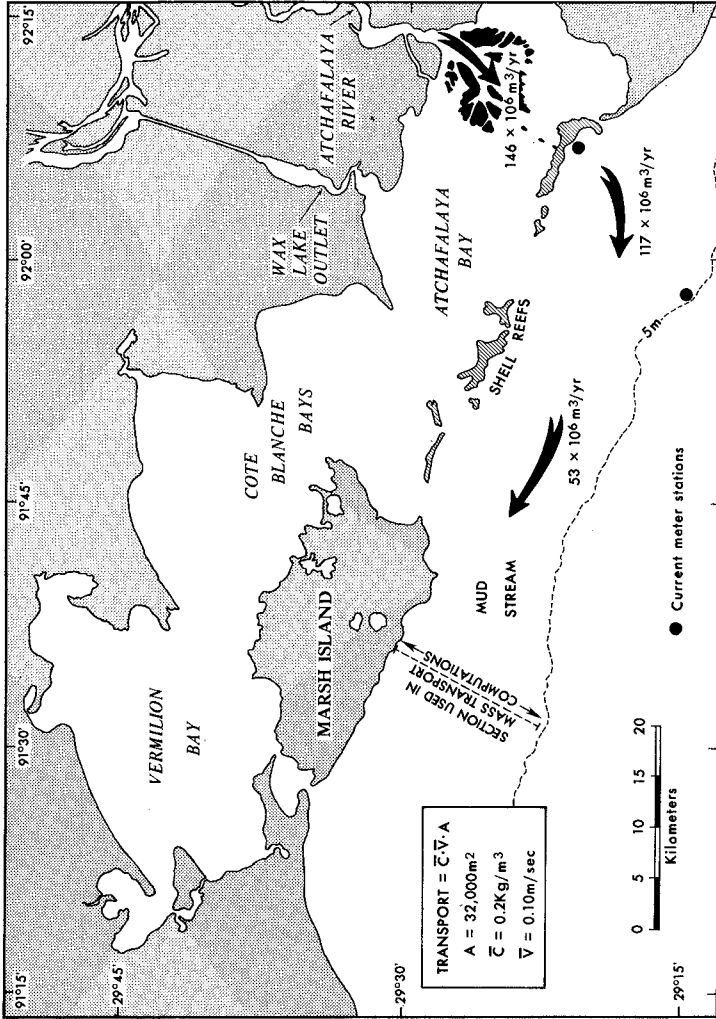 91°15'
91°30'
91°45'
92°00'
92°15'
29°45'
29°30'
29°15'
VERMILION
BAY
COTE
BLANCHE
BAYS
WAX
LAKE
OUTLET
ATCHAFALAYA
RIVER
MARSH ISLAND
ATCHAFALAYA
BAY
146 × 10⁶ m³/yr
SHELL REEFS
117 × 10⁶ m³/yr
53 × 10⁶ m³/yr
MUD
STREAM
5m
SECTION USED IN
MASS TRANSPORT
COMPUTATIONS
TRANSPORT = C̅·V̅·A
A = 32,000m2
C̅ = 0.2Kg/m3
V̅ = 0.10m/sec
0 5 10 15 20
Kilometers
Current meter stations